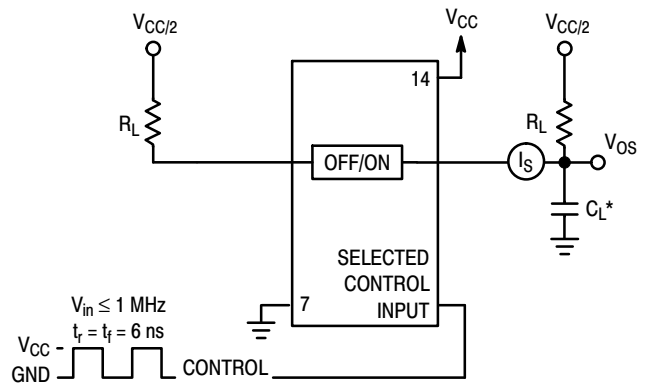 VCC/2
VCC
VCC/2
14
RL
RL
OFF/ON
IS
VOS
CL*
SELECTED
CONTROL
INPUT
7
Vin ≤ 1 MHz
tr = tf = 6 ns
VCC
GND
CONTROL